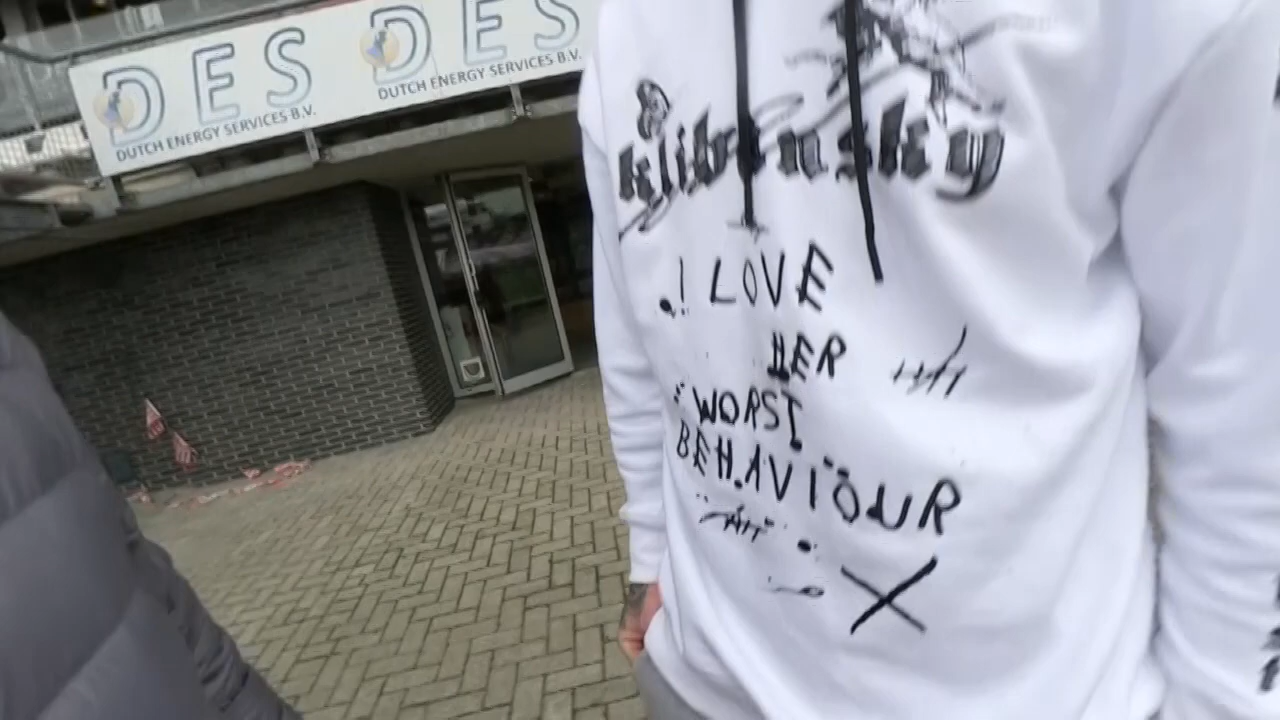 DES DES
DUTCH ENERGY SERVICES B.V. DUTCH ENERGY SERVICES B.V.
I LOVE
HER
WORST
BEHAVIOUR
X